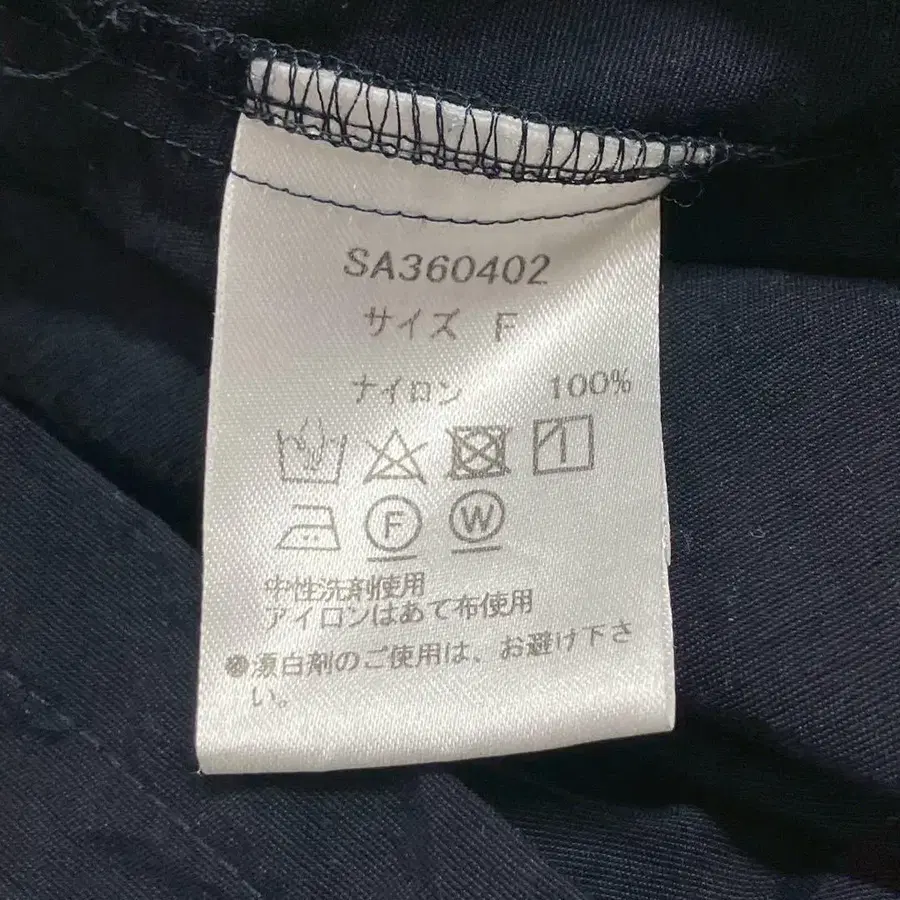 SA360402
サイズ F
ナイロン 100%
F W
中性洗剤使用
アイロンはあて布使用
漂白剤のご使用は、お避け下さ
い。